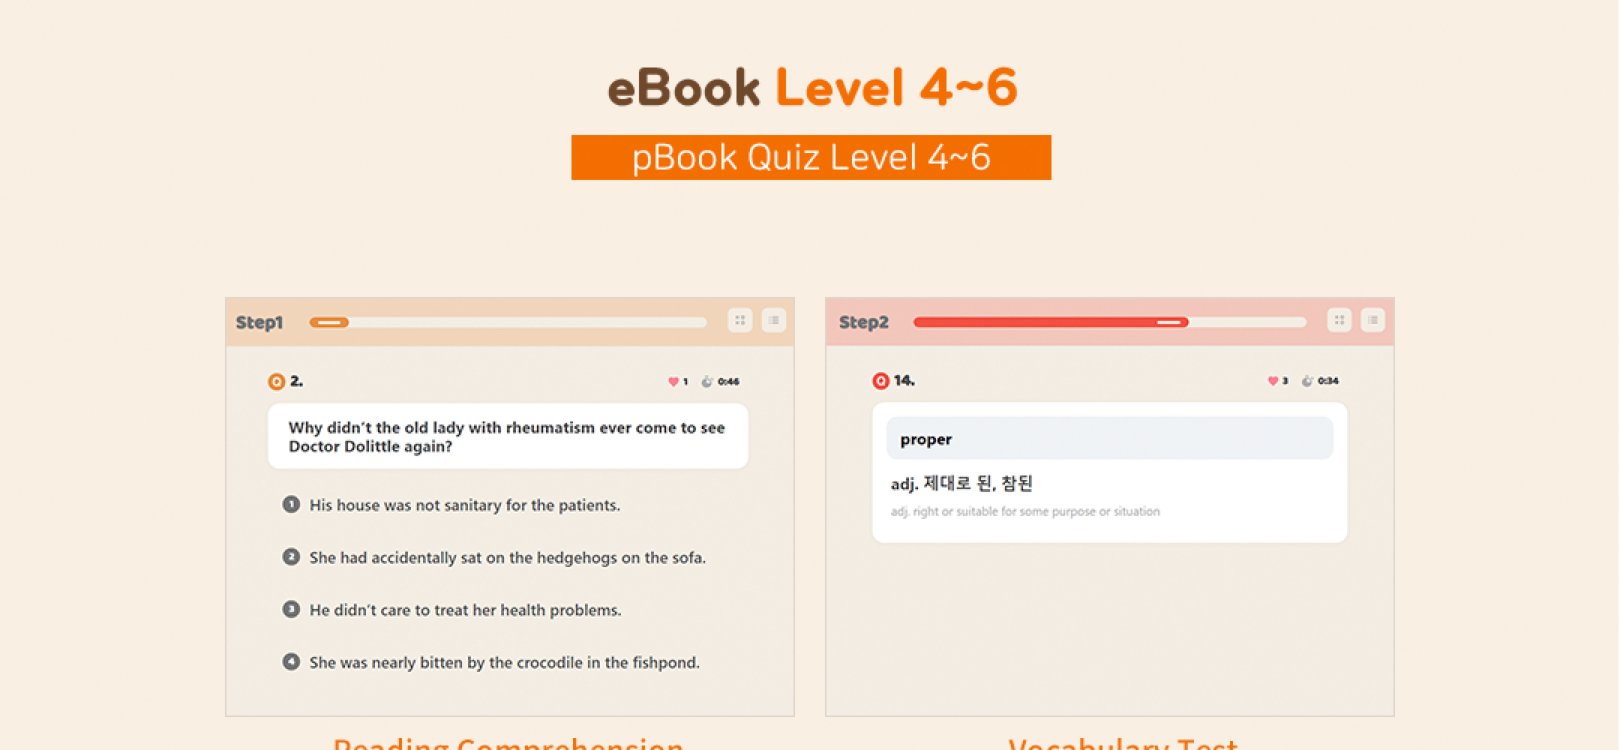 eBook Level 4~6
pBook Quiz Level 4~6
Step1
Q 2.
1
0:46
Why didn't the old lady with rheumatism ever come to see
Doctor Dolittle again?
1 His house was not sanitary for the patients.
2 She had accidentally sat on the hedgehogs on the sofa.
3 He didn't care to treat her health problems.
4 She was nearly bitten by the crocodile in the fishpond.
Reading Comprehension
Step2
Q 14.
3
0:34
proper
adj. 제대로 된, 참된
adj. right or suitable for some purpose or situation
Vocabulary Test